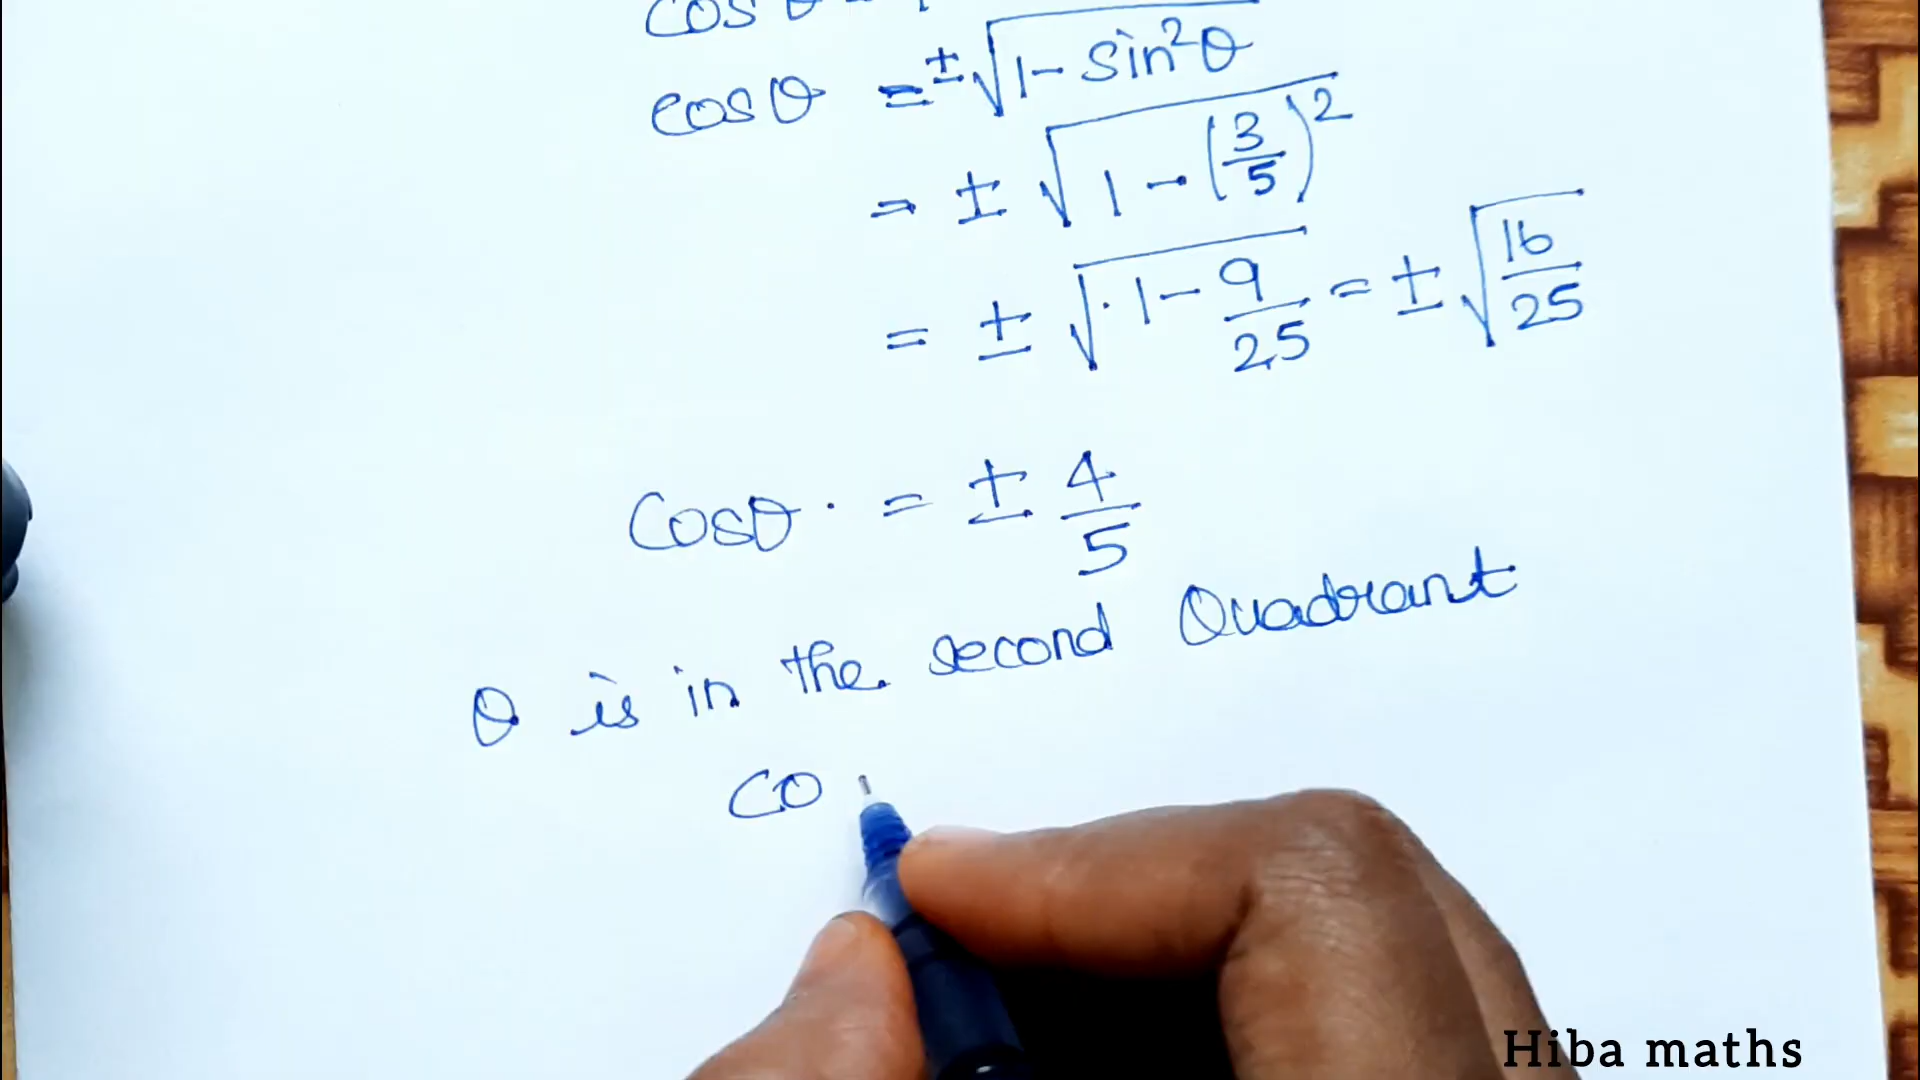 cos θ
cosθ = ±√1 - sin²θ
= ± √1 - (3/5)²
= ± √1 - 9/25 = ± √16/25
Cosθ = ± 4/5
θ is in the second Quadrant
CO
Hiba maths